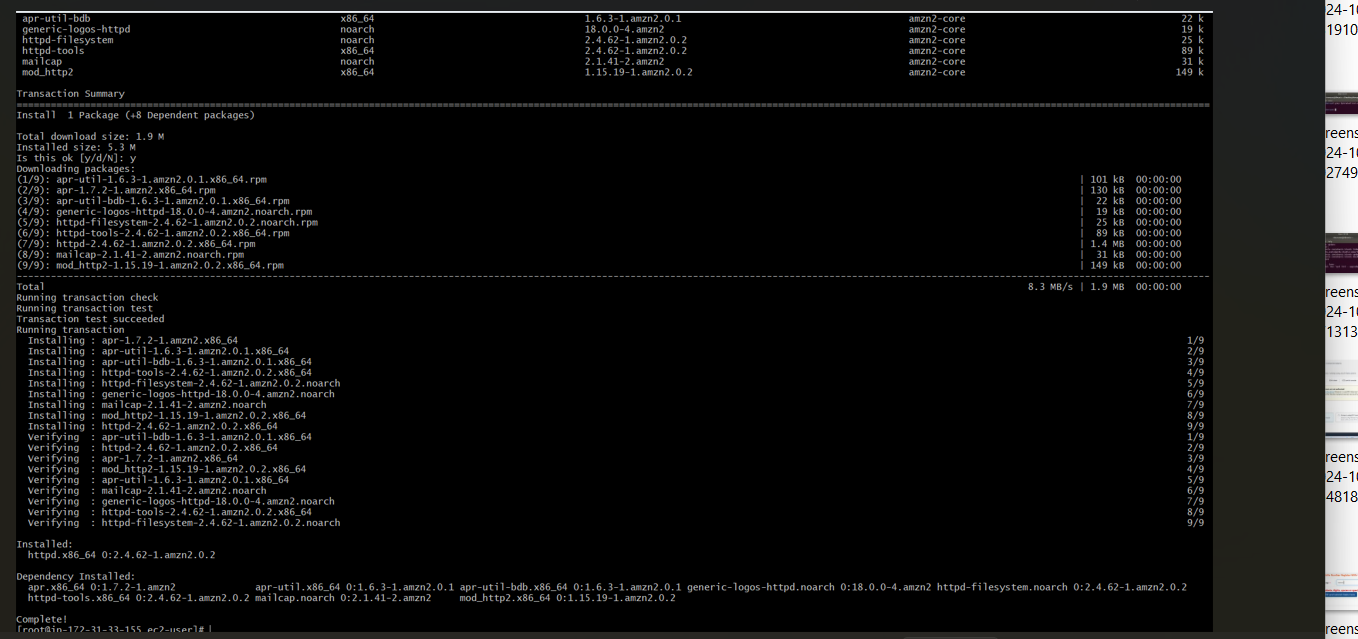 apr-util-bdb x86_64 1.6.3-1.amzn2.0.1 amzn2-core 22 k
generic-logos-httpd noarch 18.0.0-4.amzn2 amzn2-core 19 k
httpd-filesystem noarch 2.4.62-1.amzn2.0.2 amzn2-core 25 k
httpd-tools x86_64 2.4.62-1.amzn2.0.2 amzn2-core 89 k
mailcap noarch 2.1.41-2.amzn2 amzn2-core 31 k
mod_http2 x86_64 1.15.19-1.amzn2.0.2 amzn2-core 149 k
Transaction Summary
Install 1 Package (+8 Dependent packages)
Total download size: 1.9 M
Installed size: 5.3 M
Is this ok [y/d/N]: y
Downloading packages:
(1/9): apr-util-1.6.3-1.amzn2.0.1.x86_64.rpm | 101 kB 00:00:00
(2/9): apr-1.7.2-1.amzn2.x86_64.rpm | 130 kB 00:00:00
(3/9): apr-util-bdb-1.6.3-1.amzn2.0.1.x86_64.rpm | 22 kB 00:00:00
(4/9): generic-logos-httpd-18.0.0-4.amzn2.noarch.rpm | 19 kB 00:00:00
(5/9): httpd-filesystem-2.4.62-1.amzn2.0.2.noarch.rpm | 25 kB 00:00:00
(6/9): httpd-tools-2.4.62-1.amzn2.0.2.x86_64.rpm | 89 kB 00:00:00
(7/9): httpd-2.4.62-1.amzn2.0.2.x86_64.rpm | 1.4 MB 00:00:00
(8/9): mailcap-2.1.41-2.amzn2.noarch.rpm | 31 kB 00:00:00
(9/9): mod_http2-1.15.19-1.amzn2.0.2.x86_64.rpm | 149 kB 00:00:00
Total 8.3 MB/s | 1.9 MB 00:00:00
Running transaction check
Running transaction test
Transaction test succeeded
Running transaction
Installing : apr-1.7.2-1.amzn2.x86_64 1/9
Installing : apr-util-1.6.3-1.amzn2.0.1.x86_64 2/9
Installing : apr-util-bdb-1.6.3-1.amzn2.0.1.x86_64 3/9
Installing : httpd-tools-2.4.62-1.amzn2.0.2.x86_64 4/9
Installing : httpd-filesystem-2.4.62-1.amzn2.0.2.noarch 5/9
Installing : generic-logos-httpd-18.0.0-4.amzn2.noarch 6/9
Installing : mailcap-2.1.41-2.amzn2.noarch 7/9
Installing : mod_http2-1.15.19-1.amzn2.0.2.x86_64 8/9
Installing : httpd-2.4.62-1.amzn2.0.2.x86_64 9/9
Verifying : apr-util-bdb-1.6.3-1.amzn2.0.1.x86_64 1/9
Verifying : httpd-2.4.62-1.amzn2.0.2.x86_64 2/9
Verifying : apr-1.7.2-1.amzn2.x86_64 3/9
Verifying : mod_http2-1.15.19-1.amzn2.0.2.x86_64 4/9
Verifying : apr-util-1.6.3-1.amzn2.0.1.x86_64 5/9
Verifying : mailcap-2.1.41-2.amzn2.noarch 6/9
Verifying : generic-logos-httpd-18.0.0-4.amzn2.noarch 7/9
Verifying : httpd-tools-2.4.62-1.amzn2.0.2.x86_64 8/9
Verifying : httpd-filesystem-2.4.62-1.amzn2.0.2.noarch 9/9
Installed:
httpd.x86_64 0:2.4.62-1.amzn2.0.2
Dependency Installed:
apr.x86_64 0:1.7.2-1.amzn2 apr-util.x86_64 0:1.6.3-1.amzn2.0.1 apr-util-bdb.x86_64 0:1.6.3-1.amzn2.0.1 generic-logos-httpd.noarch 0:18.0.0-4.amzn2 httpd-filesystem.noarch 0:2.4.62-1.amzn2.0.2
httpd-tools.x86_64 0:2.4.62-1.amzn2.0.2 mailcap.noarch 0:2.1.41-2.amzn2 mod_http2.x86_64 0:1.15.19-1.amzn2.0.2
Complete!
[root@ip-172-31-33-155 ec2-user]#
24-10
1910
reens
24-10
2749
reens
24-10
1313
reens
24-10
4818
reens